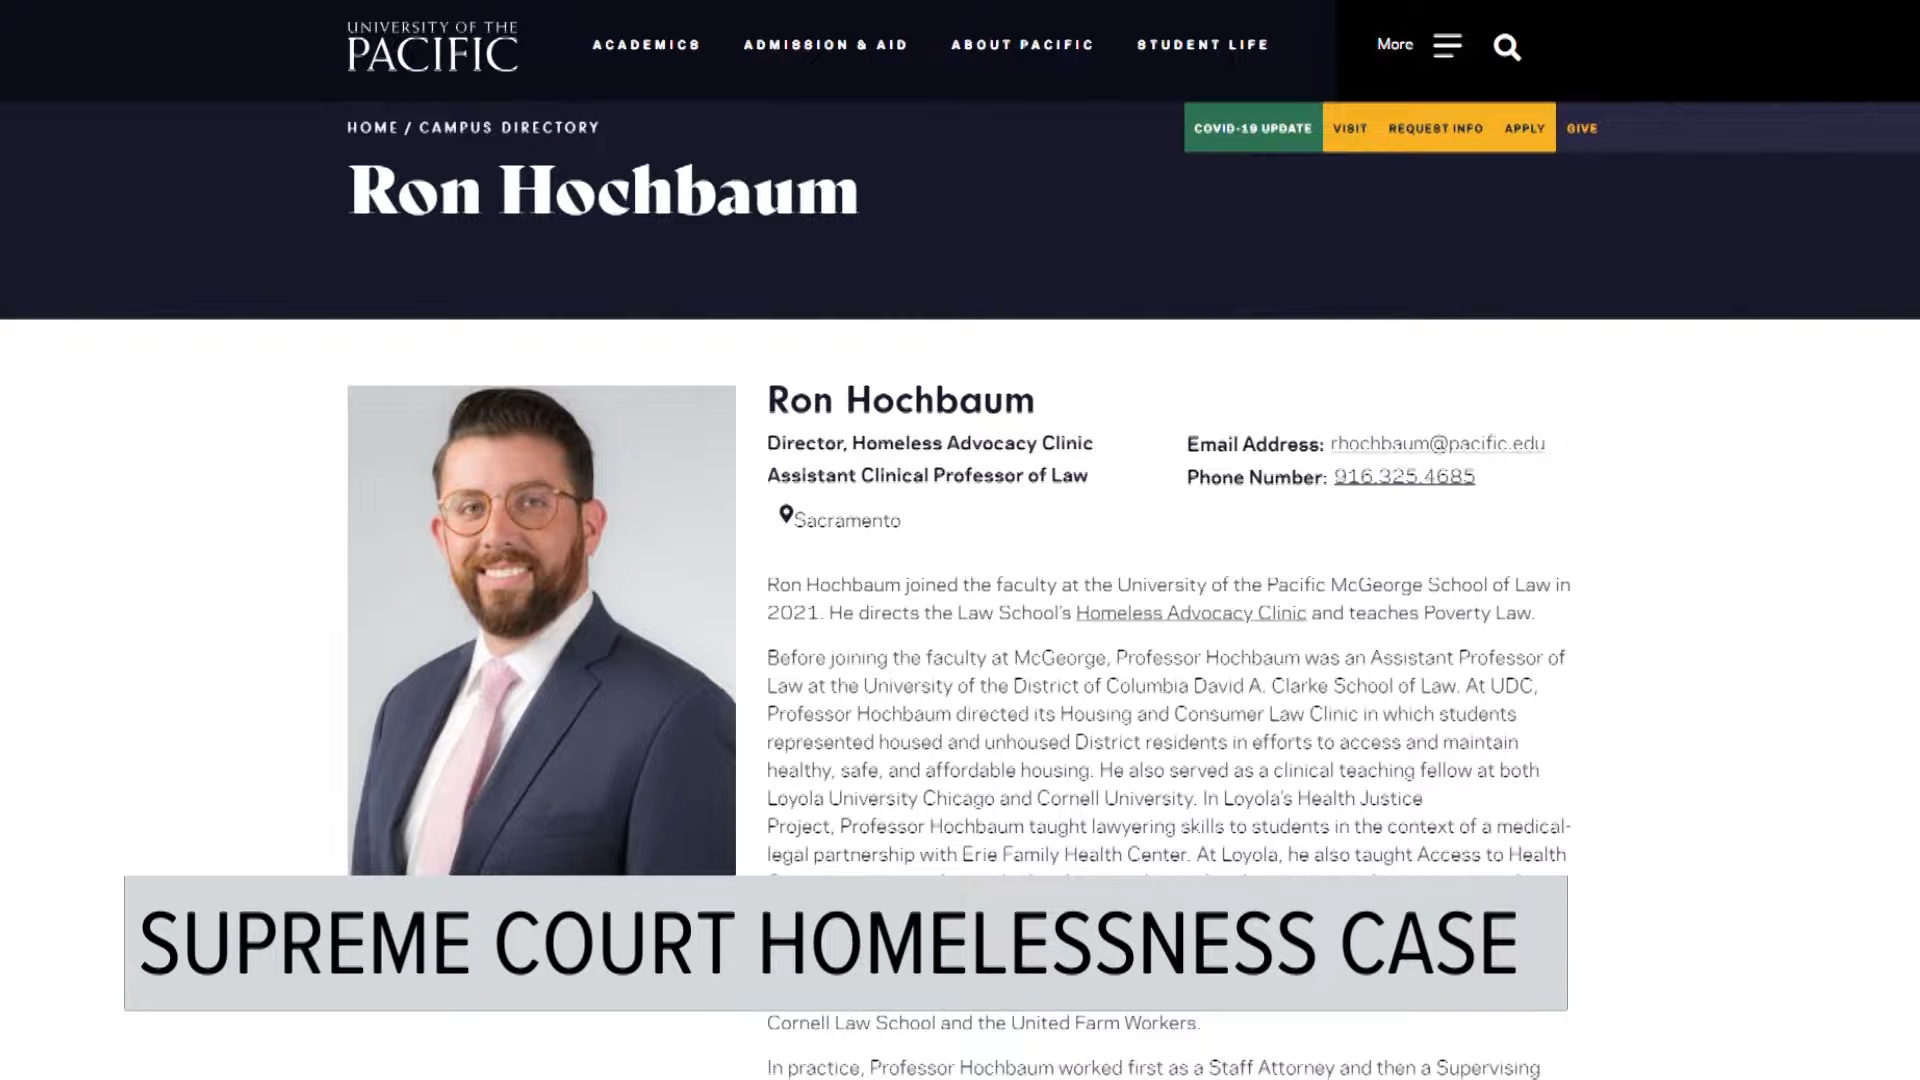 UNIVERSITY OF THE
PACIFIC
ACADEMICS ADMISSION & AID ABOUT PACIFIC STUDENT LIFE More
HOME / CAMPUS DIRECTORY
COVID-19 UPDATE VISIT REQUEST INFO APPLY GIVE
Ron Hochbaum
Ron Hochbaum
Director, Homeless Advocacy Clinic
Assistant Clinical Professor of Law
Sacramento
Email Address: rhochbaum@pacific.edu
Phone Number: 916.325.4685
Ron Hochbaum joined the faculty at the University of the Pacific McGeorge School of Law in
2021. He directs the Law School's Homeless Advocacy Clinic and teaches Poverty Law.
Before joining the faculty at McGeorge, Professor Hochbaum was an Assistant Professor of
Law at the University of the District of Columbia David A. Clarke School of Law. At UDC,
Professor Hochbaum directed its Housing and Consumer Law Clinic in which students
represented housed and unhoused District residents in efforts to access and maintain
healthy, safe, and affordable housing. He also served as a clinical teaching fellow at both
Loyola University Chicago and Cornell University. In Loyola's Health Justice
Project, Professor Hochbaum taught lawyering skills to students in the context of a medical-
legal partnership with Erie Family Health Center. At Loyola, he also taught Access to Health
SUPREME COURT HOMELESSNESS CASE
Cornell Law School and the United Farm Workers.
In practice, Professor Hochbaum worked first as a Staff Attorney and then a Supervising